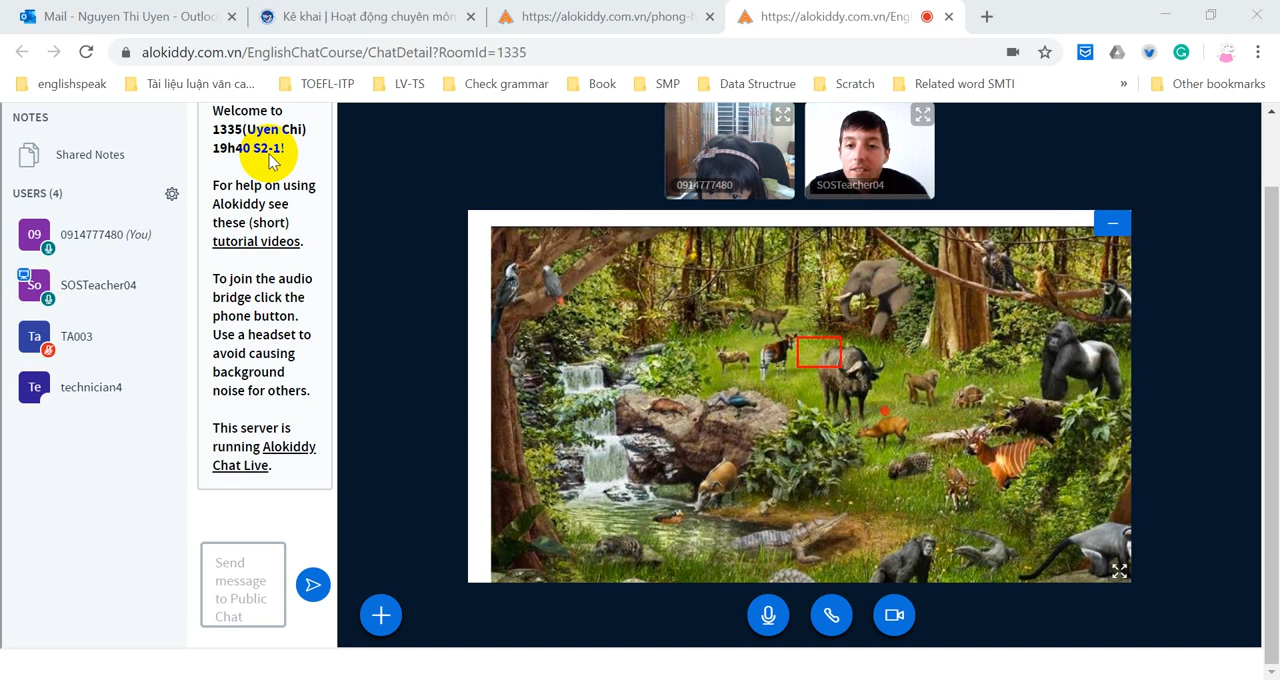 Mail - Nguyen Thi Uyen - Outloo
Kê khai | Hoạt động chuyên môn
https://alokiddy.com.vn/phong-h
https://alokiddy.com.vn/Engl
alokiddy.com.vn/EnglishChatCourse/ChatDetail?RoomId=1335
englishspeak
Tài liệu luận văn ca...
TOEFL-ITP
LV-TS
Check grammar
Book
SMP
Data Structrue
Scratch
Related word SMTI
»
Other bookmarks
NOTES
Shared Notes
USERS (4)
09
0914777480 (You)
So
SOSTeacher04
Ta
TA003
Te
technician4
Welcome to
1335(Uyen Chi)
19h40 S2-1!
For help on using
Alokiddy see
these (short)
tutorial videos.
To join the audio
bridge click the
phone button.
Use a headset to
avoid causing
background
noise for others.
This server is
running Alokiddy
Chat Live.
Send
message
to Public
Chat
0914777480
SOSTeacher04